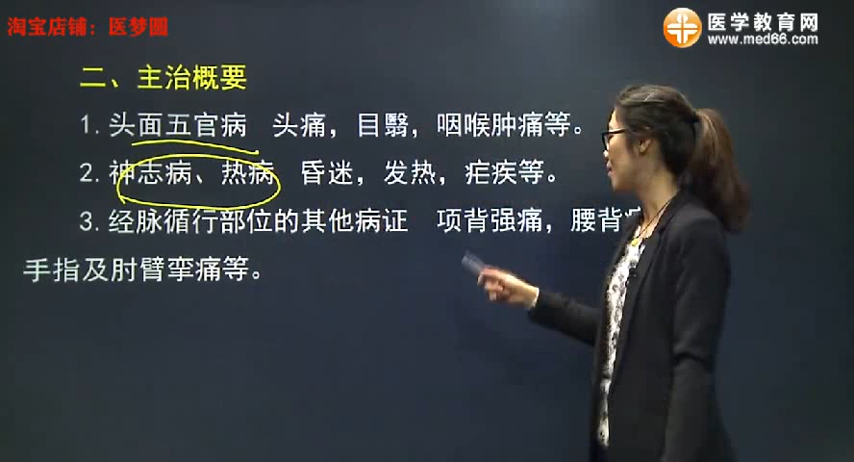 淘宝店铺：医梦圆
医学教育网
www.med66.com
二、主治概要
1.头面五官病 头痛，目翳，咽喉肿痛等。
2.神志病、热病 昏迷，发热，疟疾等。
3.经脉循行部位的其他病证 项背强痛，腰背
手指及肘臂挛痛等。